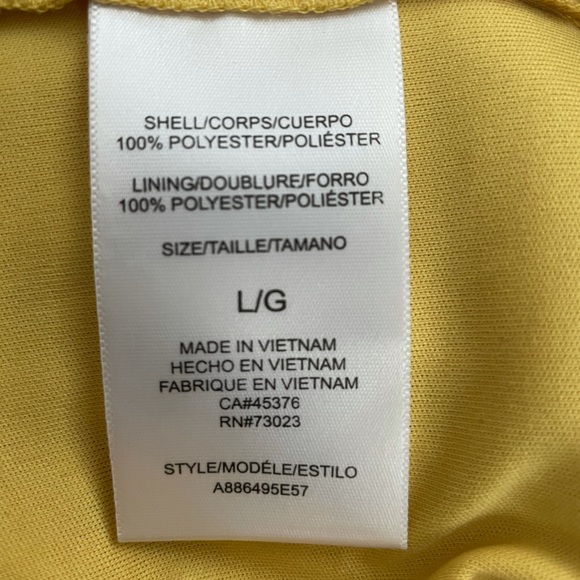 SHELL/CORPS/CUERPO
100% POLYESTER/POLIÉSTER
LINING/DOUBLURE/FORRO
100% POLYESTER/POLIÉSTER
SIZE/TAILLE/TAMANO
L/G
MADE IN VIETNAM
HECHO EN VIETNAM
FABRIQUE EN VIETNAM
CA#45376
RN#73023
STYLE/MODÉLE/ESTILO
A886495E57